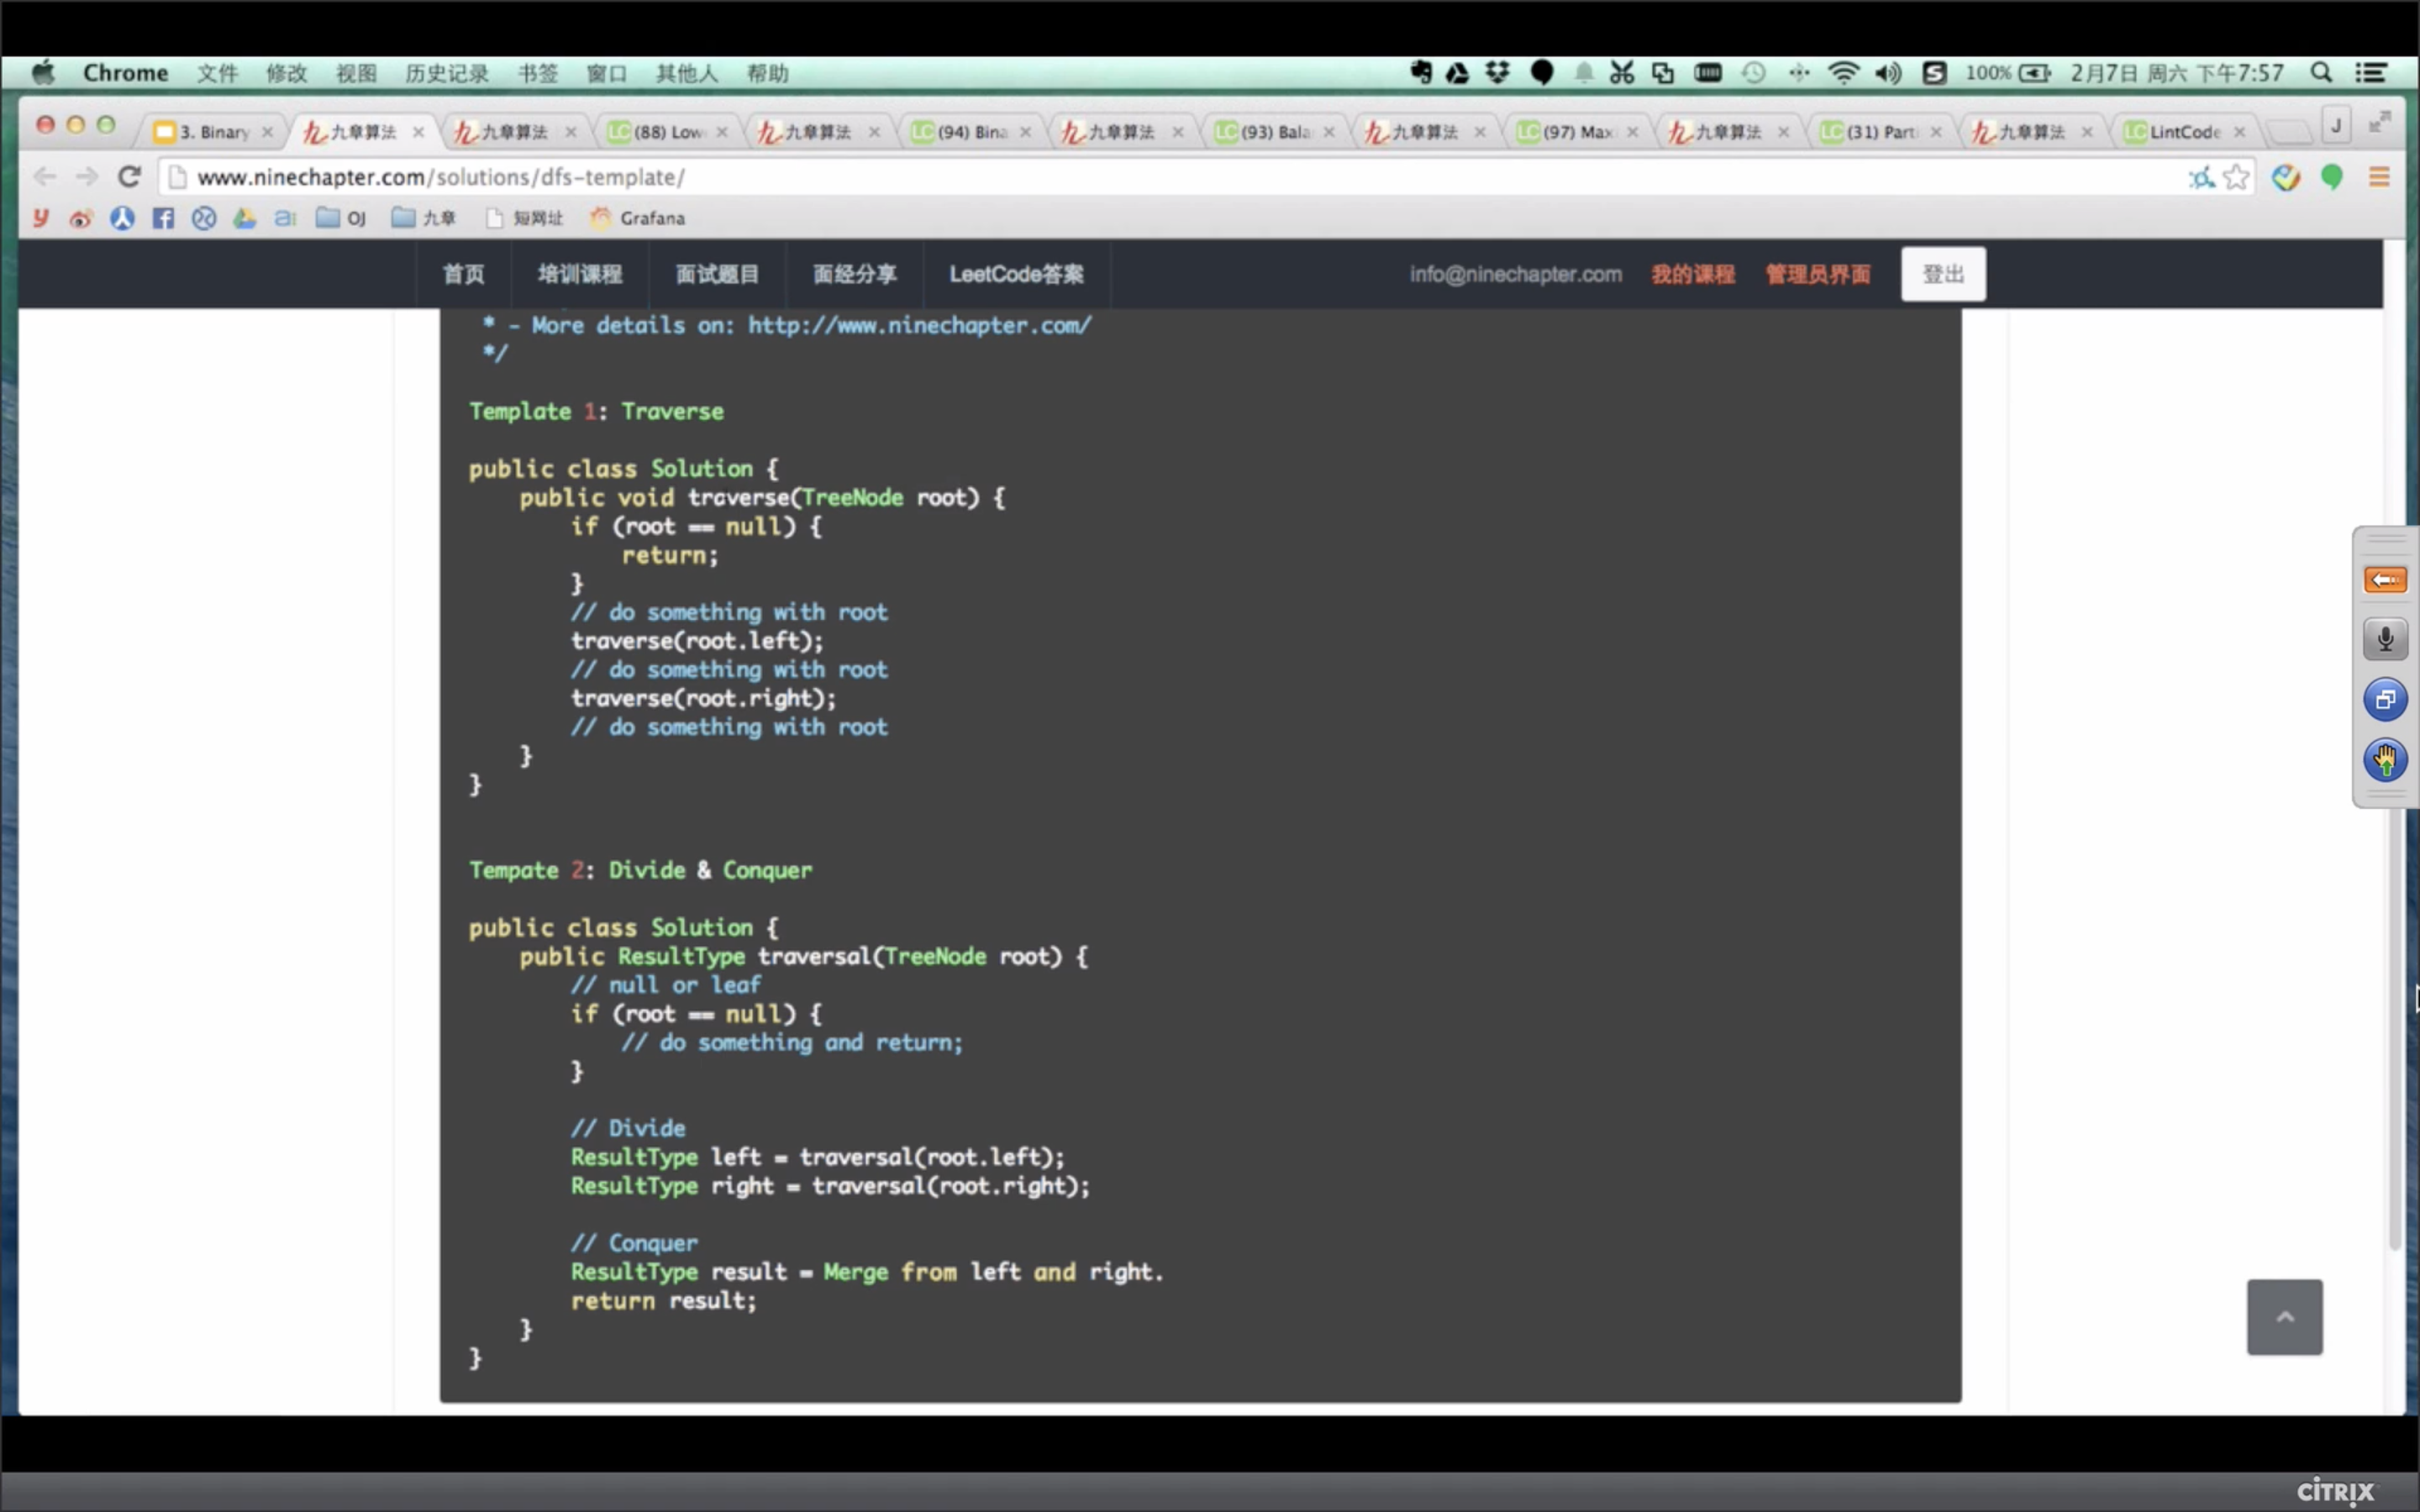 Chrome 文件 修改 视图 历史记录 书签 窗口 其他人 帮助 100% 2月7日 周六 下午7:57
3. Binary 九章算法 九章算法 (88) Low 九章算法 (94) Bina 九章算法 (93) Bala 九章算法 (97) Max 九章算法 (31) Part 九章算法 LintCode J
www.ninechapter.com/solutions/dfs-template/
OJ 九章 短网址 Grafana
首页 培训课程 面试题目 面经分享 LeetCode答案 info@ninechapter.com 我的课程 管理员界面 登出
* - More details on: http://www.ninechapter.com/
*/
Template 1: Traverse
public class Solution {
public void traverse(TreeNode root) {
if (root == null) {
return;
}
// do something with root
traverse(root.left);
// do something with root
traverse(root.right);
// do something with root
}
}
Tempate 2: Divide & Conquer
public class Solution {
public ResultType traversal(TreeNode root) {
// null or leaf
if (root == null) {
// do something and return;
}
// Divide
ResultType left = traversal(root.left);
ResultType right = traversal(root.right);
// Conquer
ResultType result = Merge from left and right.
return result;
}
}
CITRIX